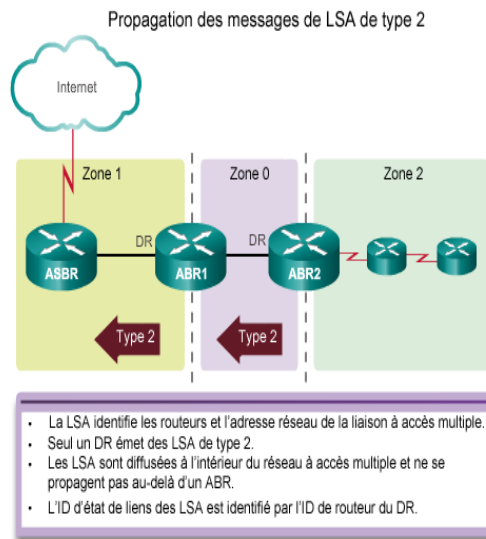 Propagation des messages de LSA de type 2
Internet
Zone 1
Zone 0
Zone 2
DR
DR
ASBR
ABR1
ABR2
Type 2
Type 2
• La LSA identifie les routeurs et l'adresse réseau de la liaison à accès multiple.
• Seul un DR émet des LSA de type 2.
• Les LSA sont diffusées à l'intérieur du réseau à accès multiple et ne se
propagent pas au-delà d'un ABR.
• L'ID d'état de liens des LSA est identifié par l'ID de routeur du DR.